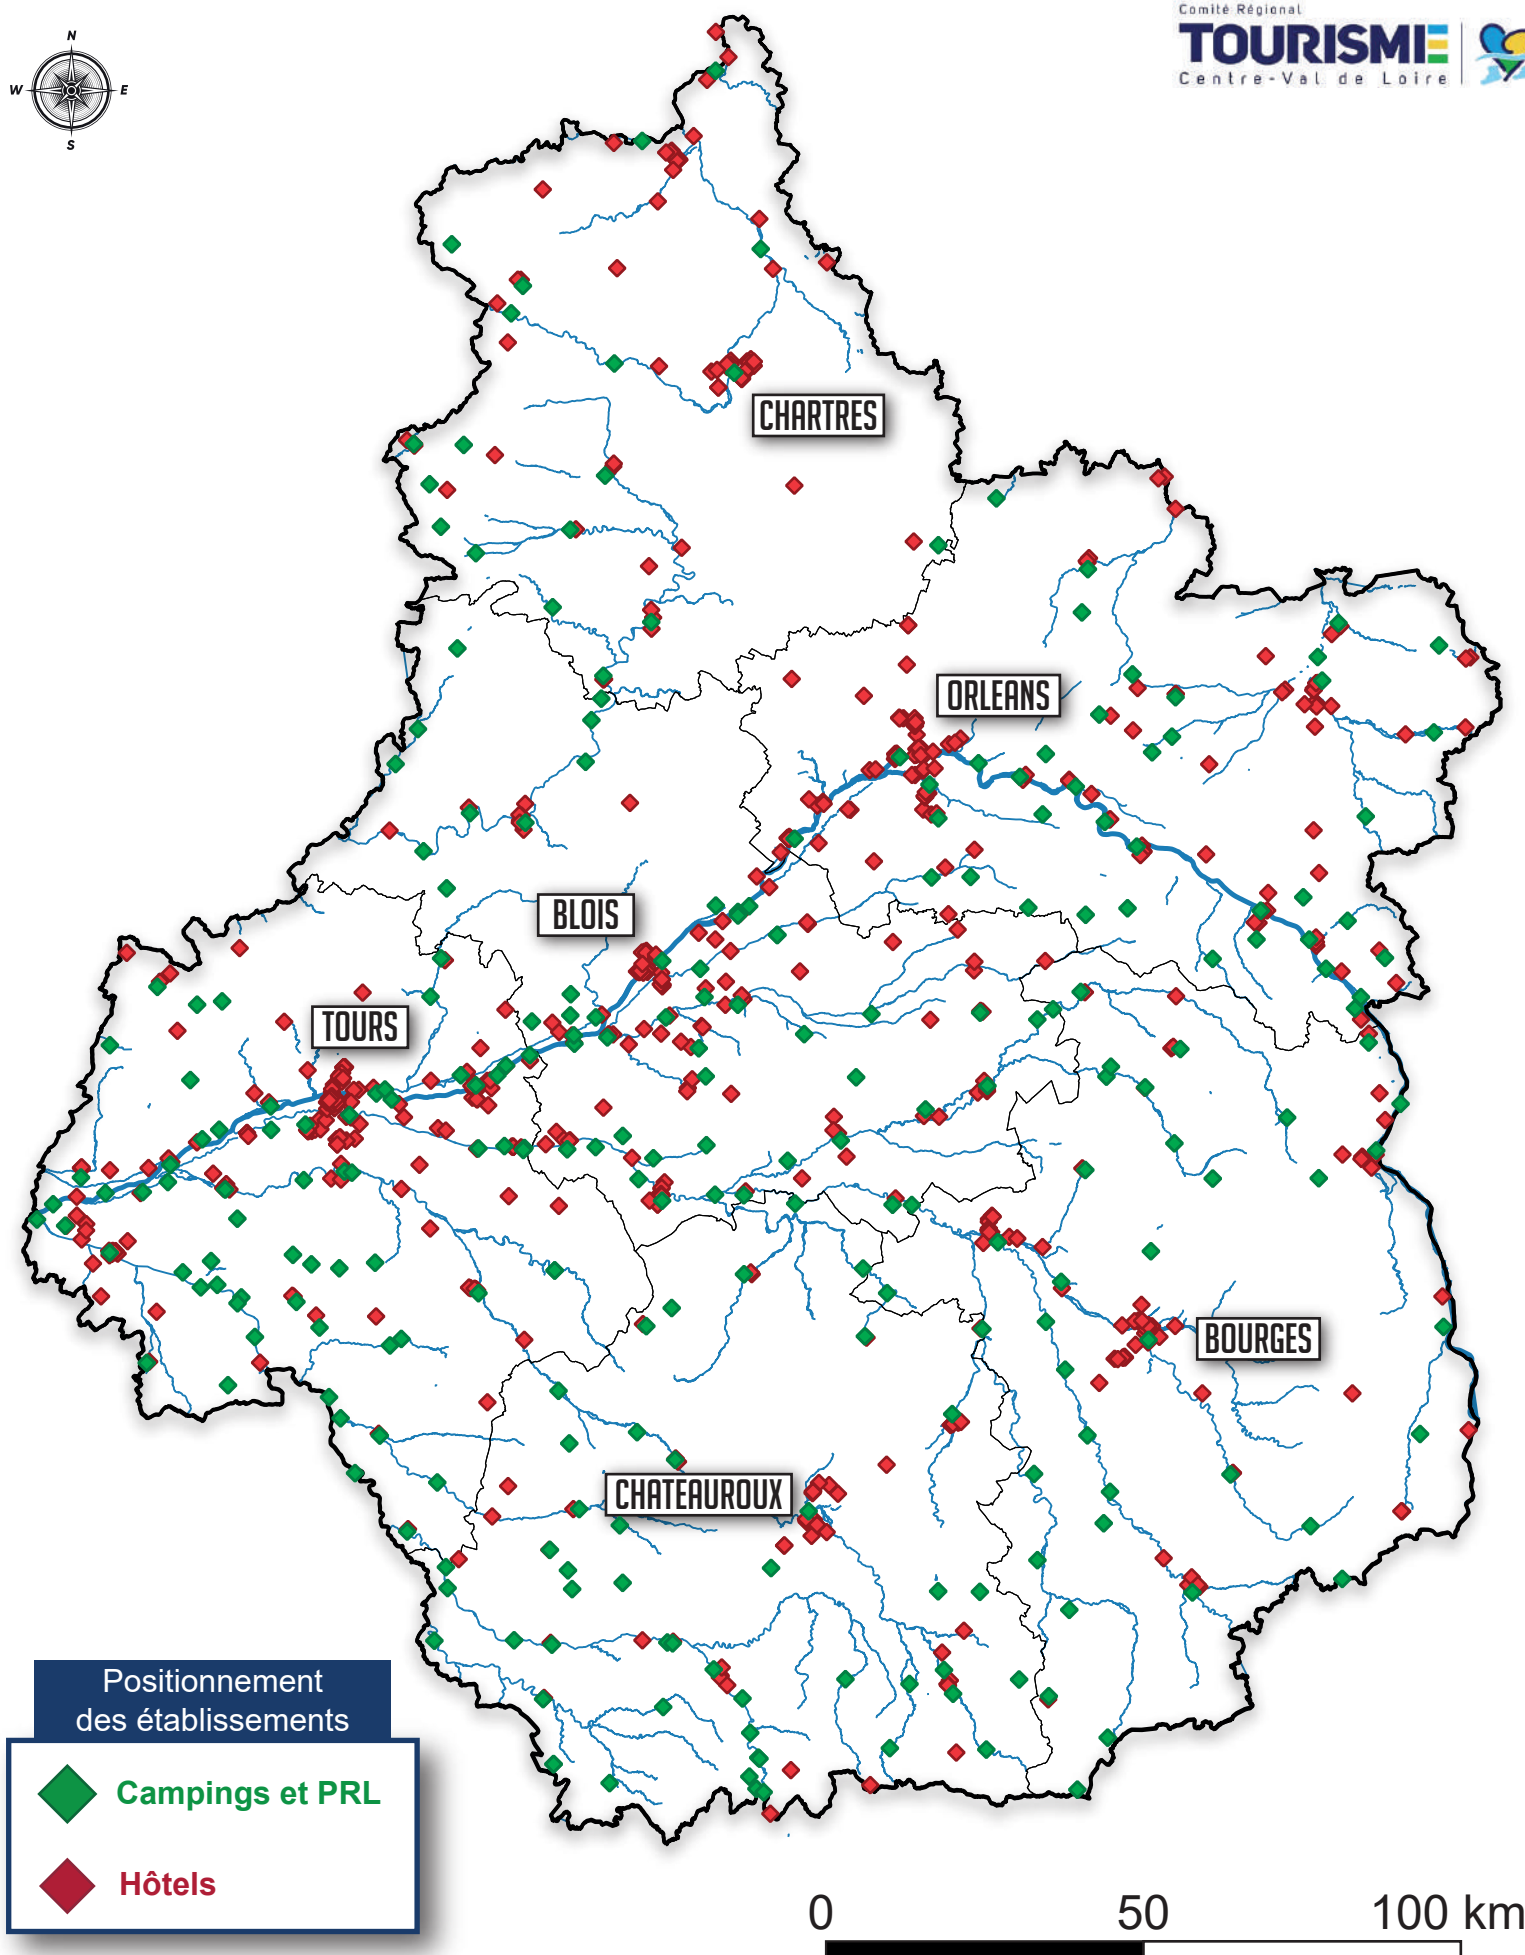 Comité Régional
TOURISME
Centre-Val de Loire
N
W E
S
CHARTRES
ORLEANS
BLOIS
TOURS
BOURGES
CHATEAUROUX
Positionnement
des établissements
Campings et PRL
Hôtels
0 50 100 km